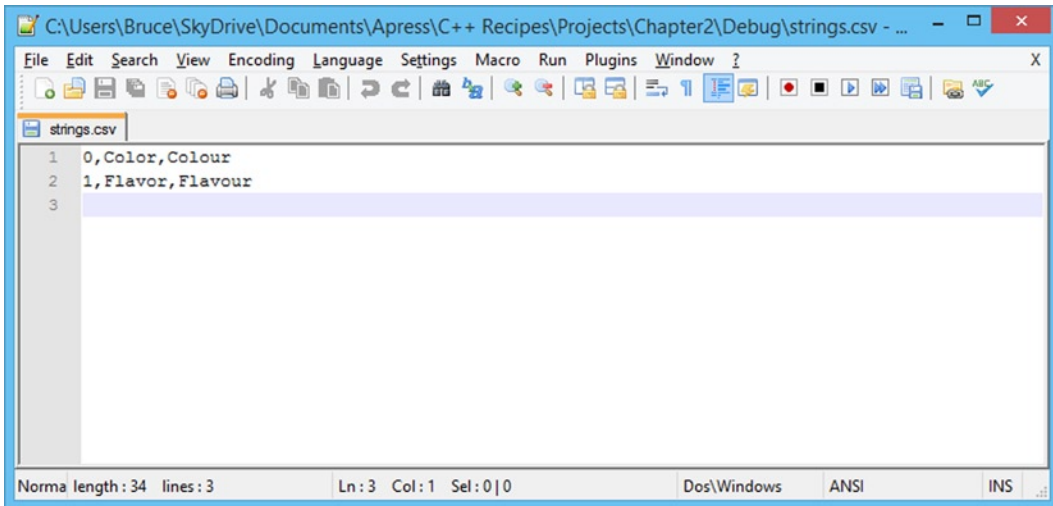 C:\Users\Bruce\SkyDrive\Documents\Apress\C++ Recipes\Projects\Chapter2\Debug\strings.csv - ...
File Edit Search View Encoding Language Settings Macro Run Plugins Window ? X
strings.csv
1 0,Color,Colour
2 1,Flavor,Flavour
3
Norma length : 34 lines : 3 Ln : 3 Col : 1 Sel : 0 | 0 Dos\Windows ANSI INS